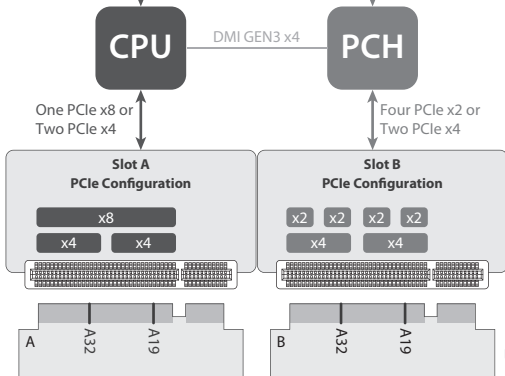 CPU
DMI GEN3 x4
PCH
One PCIe x8 or
Two PCIe x4
Four PCIe x2 or
Two PCIe x4
Slot A
PCIe Configuration
x8
x4 x4
Slot B
PCIe Configuration
x2 x2 x2 x2
x4 x4
A
A32
A19
B
A32
A19